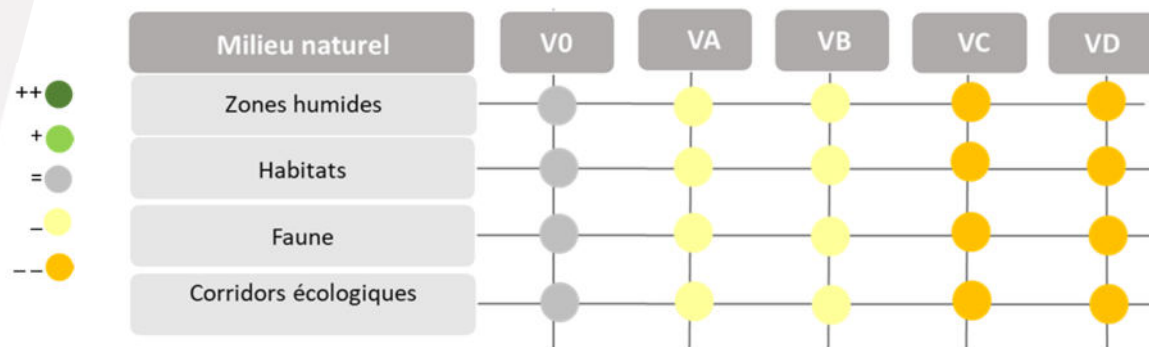 Milieu naturel V0 VA VB VC VD
++ Zones humides
+
= Habitats
– Faune
–– Corridors écologiques